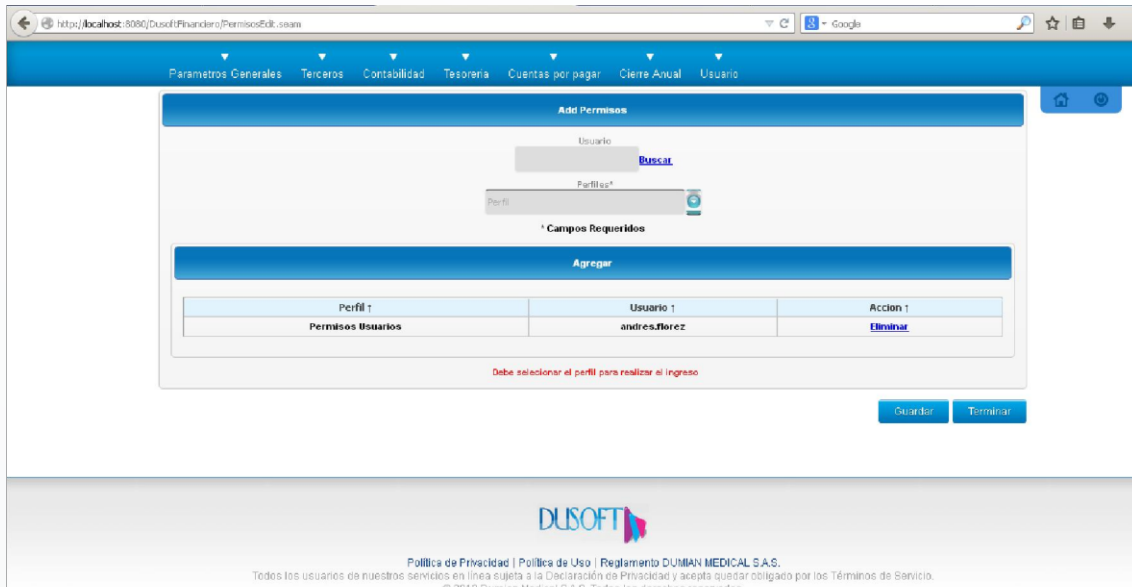 http://localhost:8080/DusoftFinanciero/PermisosEdit.seam
Google
Parametros Generales Terceros Contabilidad Tesoreria Cuentas por pagar Cierre Anual Usuario
Add Permisos
Usuario
Buscar
Perfiles*
Perfil
* Campos Requeridos
Agregar
Perfil ↑ Usuario ↑ Accion ↑
Permisos Usuarios andres.florez Eliminar
Debe selecionar el perfil para realizar el ingreso
Guardar Terminar
DUSOFT
Política de Privacidad | Política de Uso | Reglamento DUMIAN MEDICAL S.A.S.
Todos los usuarios de nuestros servicios en línea sujeta a la Declaración de Privacidad y acepta quedar obligado por los Términos de Servicio.